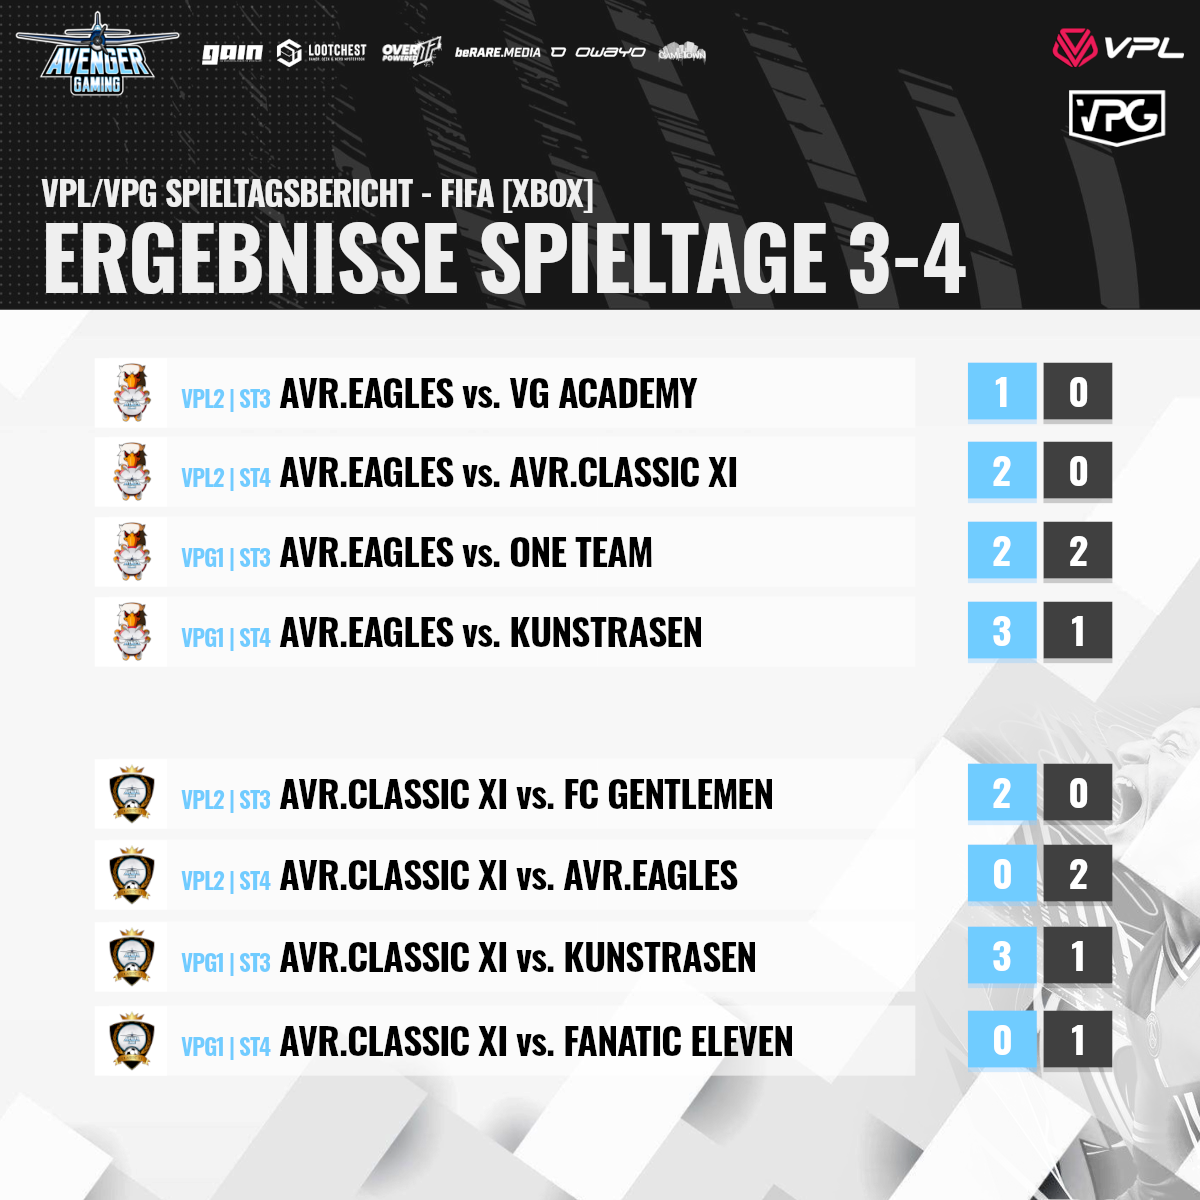 AVENGER
GAMING
gain
LOOTCHEST
OVER
POWERED
beRARE.MEDIA
owayo
GAMETOWN
VPL
VPG
VPL/VPG SPIELTAGSBERICHT - FIFA [XBOX]
ERGEBNISSE SPIELTAGE 3-4
VPL2 | ST3 AVR.EAGLES vs. VG ACADEMY 1 0
VPL2 | ST4 AVR.EAGLES vs. AVR.CLASSIC XI 2 0
VPG1 | ST3 AVR.EAGLES vs. ONE TEAM 2 2
VPG1 | ST4 AVR.EAGLES vs. KUNSTRASEN 3 1
VPL2 | ST3 AVR.CLASSIC XI vs. FC GENTLEMEN 2 0
VPL2 | ST4 AVR.CLASSIC XI vs. AVR.EAGLES 0 2
VPG1 | ST3 AVR.CLASSIC XI vs. KUNSTRASEN 3 1
VPG1 | ST4 AVR.CLASSIC XI vs. FANATIC ELEVEN 0 1